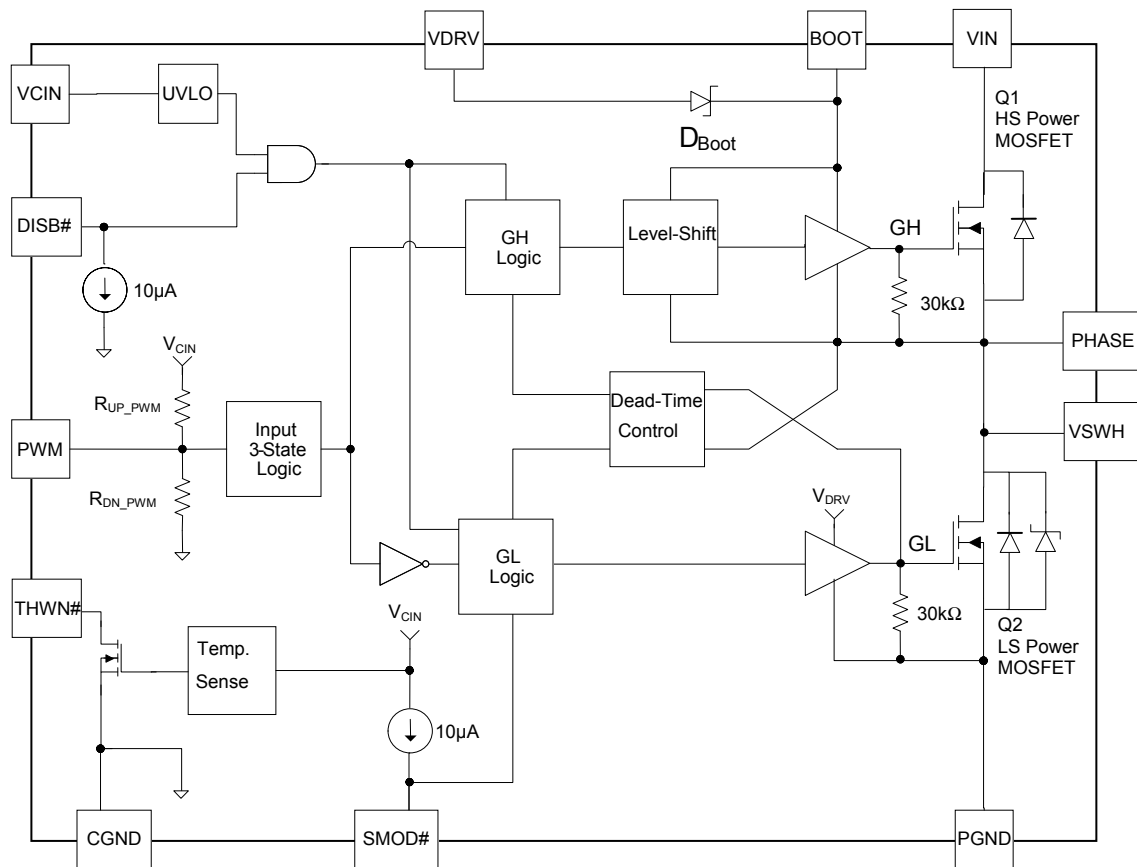 VDRV
BOOT
VIN
VCIN
UVLO
Q1
HS Power
MOSFET
DBoot
DISB#
GH
Logic
Level-Shift
GH
10µA
30kΩ
VCIN
PHASE
RUP_PWM
Dead-Time
Control
PWM
Input
3-State
Logic
VSWH
RDN_PWM
VDRV
GL
Logic
GL
THWN#
VCIN
30kΩ
Temp.
Sense
Q2
LS Power
MOSFET
10µA
CGND
SMOD#
PGND